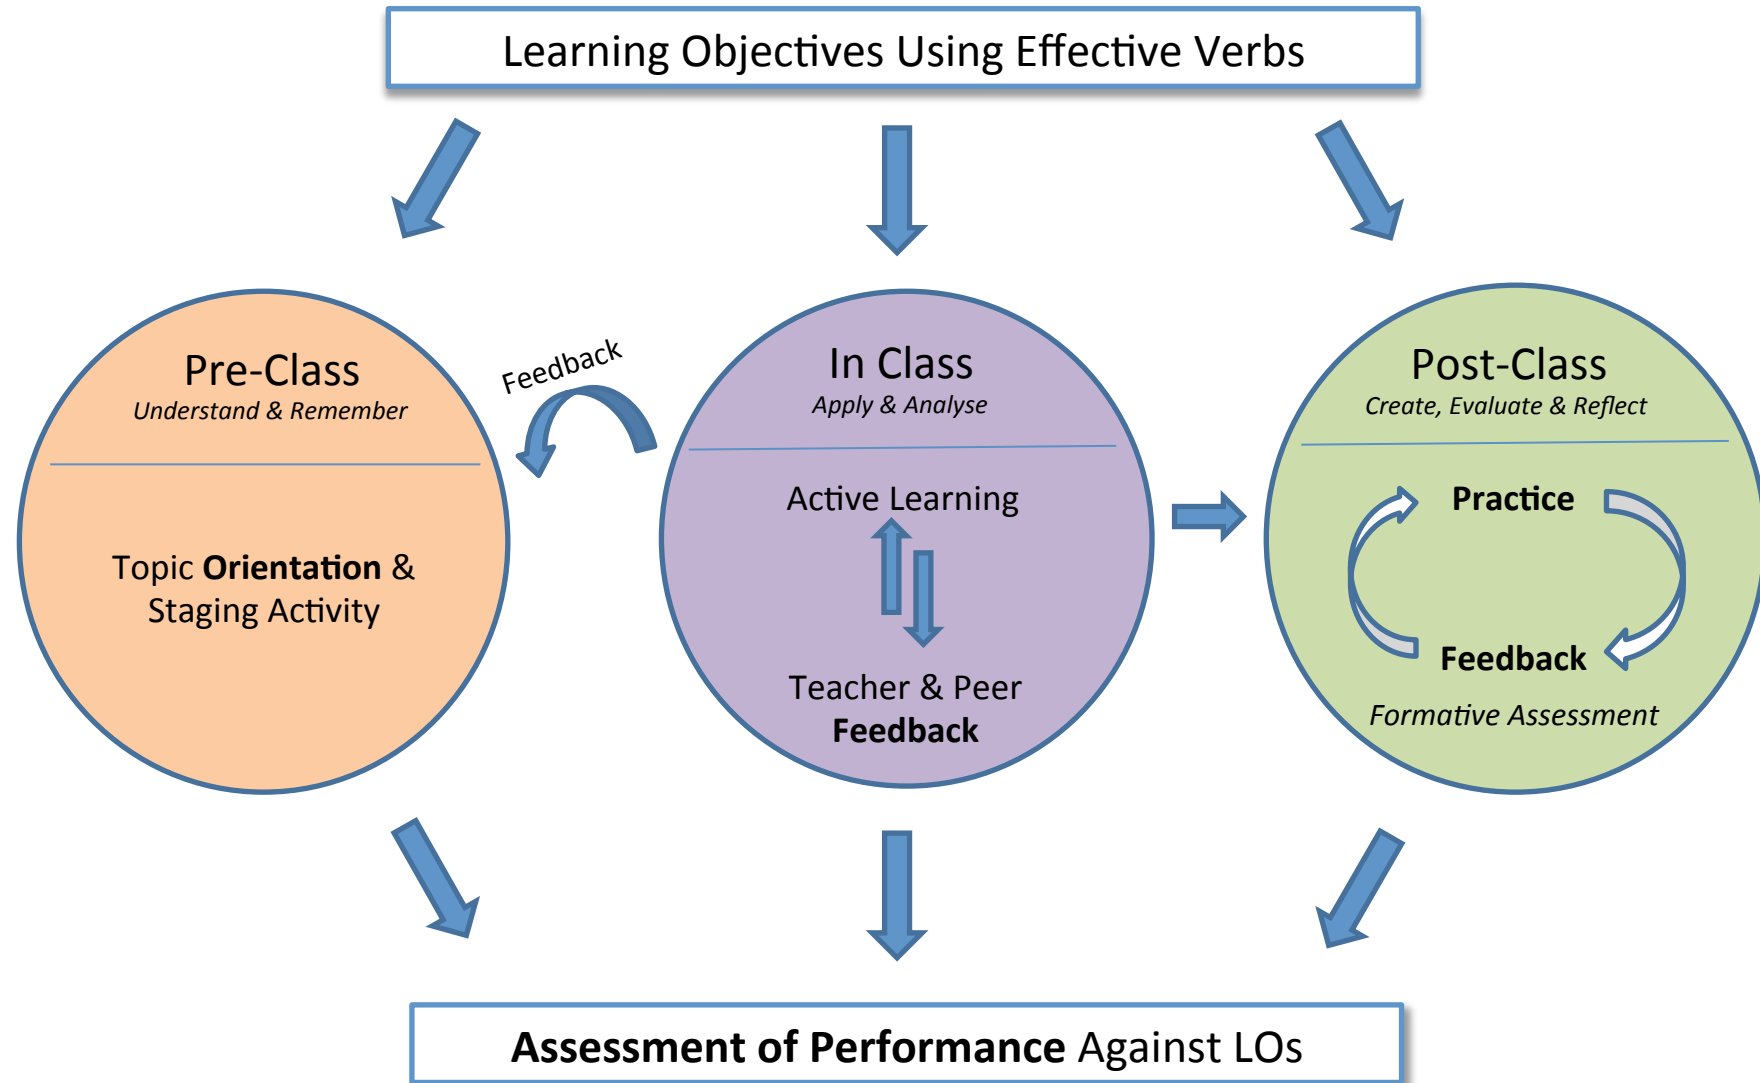 Learning Objectives Using Effective Verbs
Pre-Class
Understand & Remember
Topic Orientation &
Staging Activity
Feedback
In Class
Apply & Analyse
Active Learning
Teacher & Peer
Feedback
Post-Class
Create, Evaluate & Reflect
Practice
Feedback
Formative Assessment
Assessment of Performance Against LOs